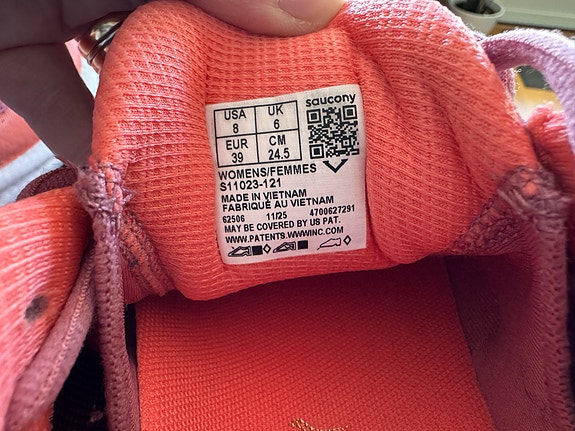 saucony
USA 8 UK 6
EUR 39 CM 24.5
WOMENS/FEMMES
S11023-121
MADE IN VIETNAM
FABRIQUÉ AU VIETNAM
62506 11/25 4700627291
MAY BE COVERED BY US PAT.
WWW.PATENTS.WWWINC.COM